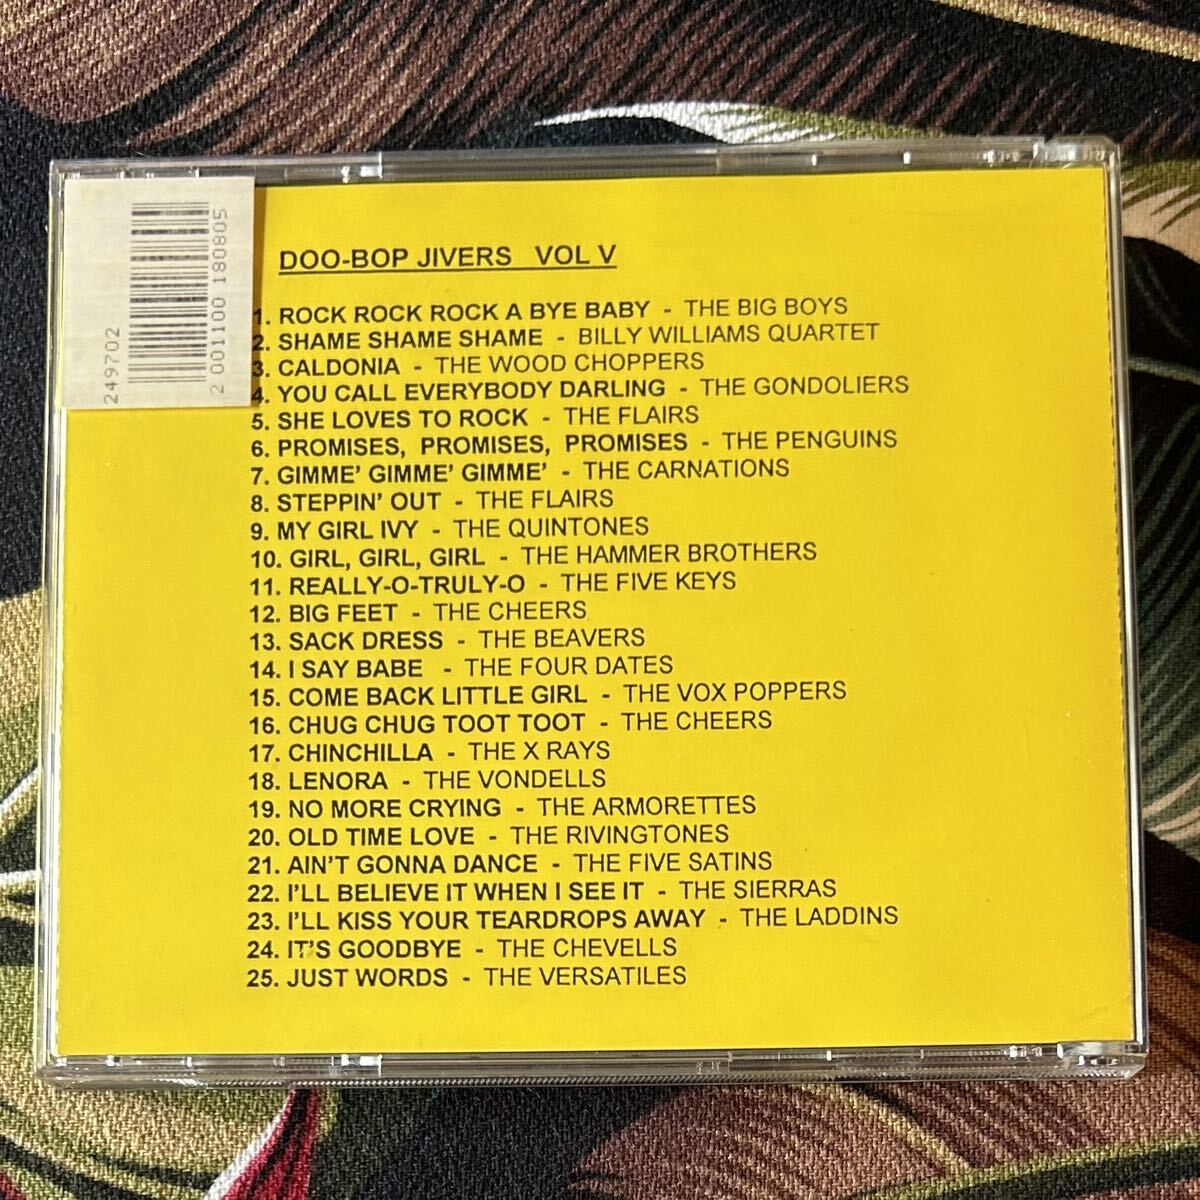 249702
2 001100 180805
DOO-BOP JIVERS VOL V
1. ROCK ROCK ROCK A BYE BABY - THE BIG BOYS
2. SHAME SHAME SHAME - BILLY WILLIAMS QUARTET
3. CALDONIA - THE WOOD CHOPPERS
4. YOU CALL EVERYBODY DARLING - THE GONDOLIERS
5. SHE LOVES TO ROCK - THE FLAIRS
6. PROMISES, PROMISES, PROMISES - THE PENGUINS
7. GIMME' GIMME' GIMME' - THE CARNATIONS
8. STEPPIN' OUT - THE FLAIRS
9. MY GIRL IVY - THE QUINTONES
10. GIRL, GIRL, GIRL - THE HAMMER BROTHERS
11. REALLY-O-TRULY-O - THE FIVE KEYS
12. BIG FEET - THE CHEERS
13. SACK DRESS - THE BEAVERS
14. I SAY BABE - THE FOUR DATES
15. COME BACK LITTLE GIRL - THE VOX POPPERS
16. CHUG CHUG TOOT TOOT - THE CHEERS
17. CHINCHILLA - THE X RAYS
18. LENORA - THE VONDELLS
19. NO MORE CRYING - THE ARMORETTES
20. OLD TIME LOVE - THE RIVINGTONES
21. AIN'T GONNA DANCE - THE FIVE SATINS
22. I'LL BELIEVE IT WHEN I SEE IT - THE SIERRAS
23. I'LL KISS YOUR TEARDROPS AWAY - THE LADDINS
24. IT'S GOODBYE - THE CHEVELLS
25. JUST WORDS - THE VERSATILES